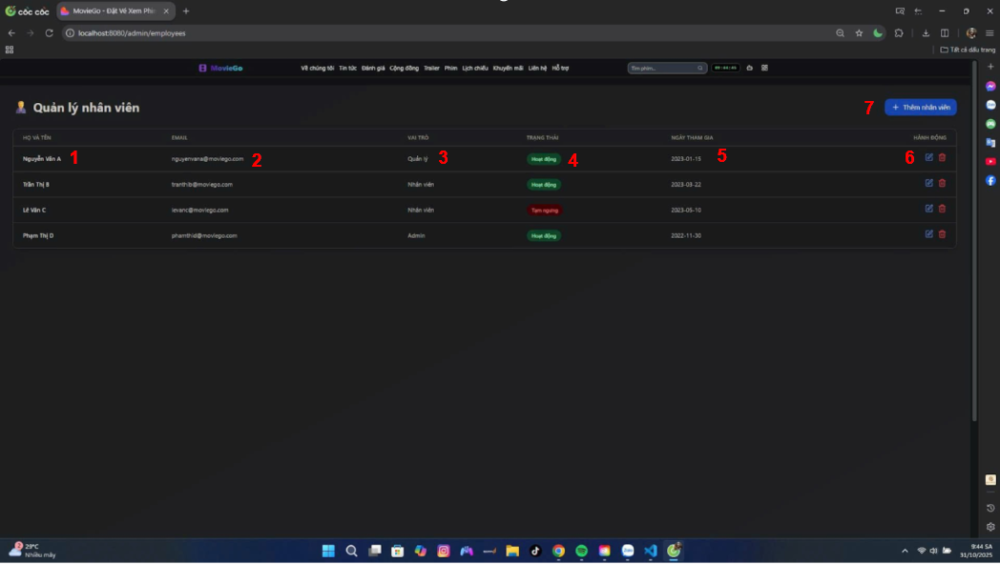 cốc cốc MovieGo - Đặt Vé Xem Phi
localhost:8080/admin/employees
Tất cả dấu trang
MovieGo Về chúng tôi Tin tức Đánh giá Cộng đồng Trailer Phim Lịch chiếu Khuyến mãi Liên hệ Hỗ trợ Tìm phim...
Quản lý nhân viên 7 + Thêm nhân viên
HỌ VÀ TÊN EMAIL VAI TRÒ TRẠNG THÁI NGÀY THAM GIA HÀNH ĐỘNG
Nguyễn Văn A 1 nguyenvana@moviego.com 2 Quản lý 3 Hoạt động 4 2023-01-15 5 6
Trần Thị B tranthib@moviego.com Nhân viên Hoạt động 2023-03-22
Lê Văn C levanc@moviego.com Nhân viên Tạm ngưng 2023-05-10
Phạm Thị D phamthid@moviego.com Admin Hoạt động 2022-11-30
2 29°C
Nhiều mây
9:44 SA
31/10/2025